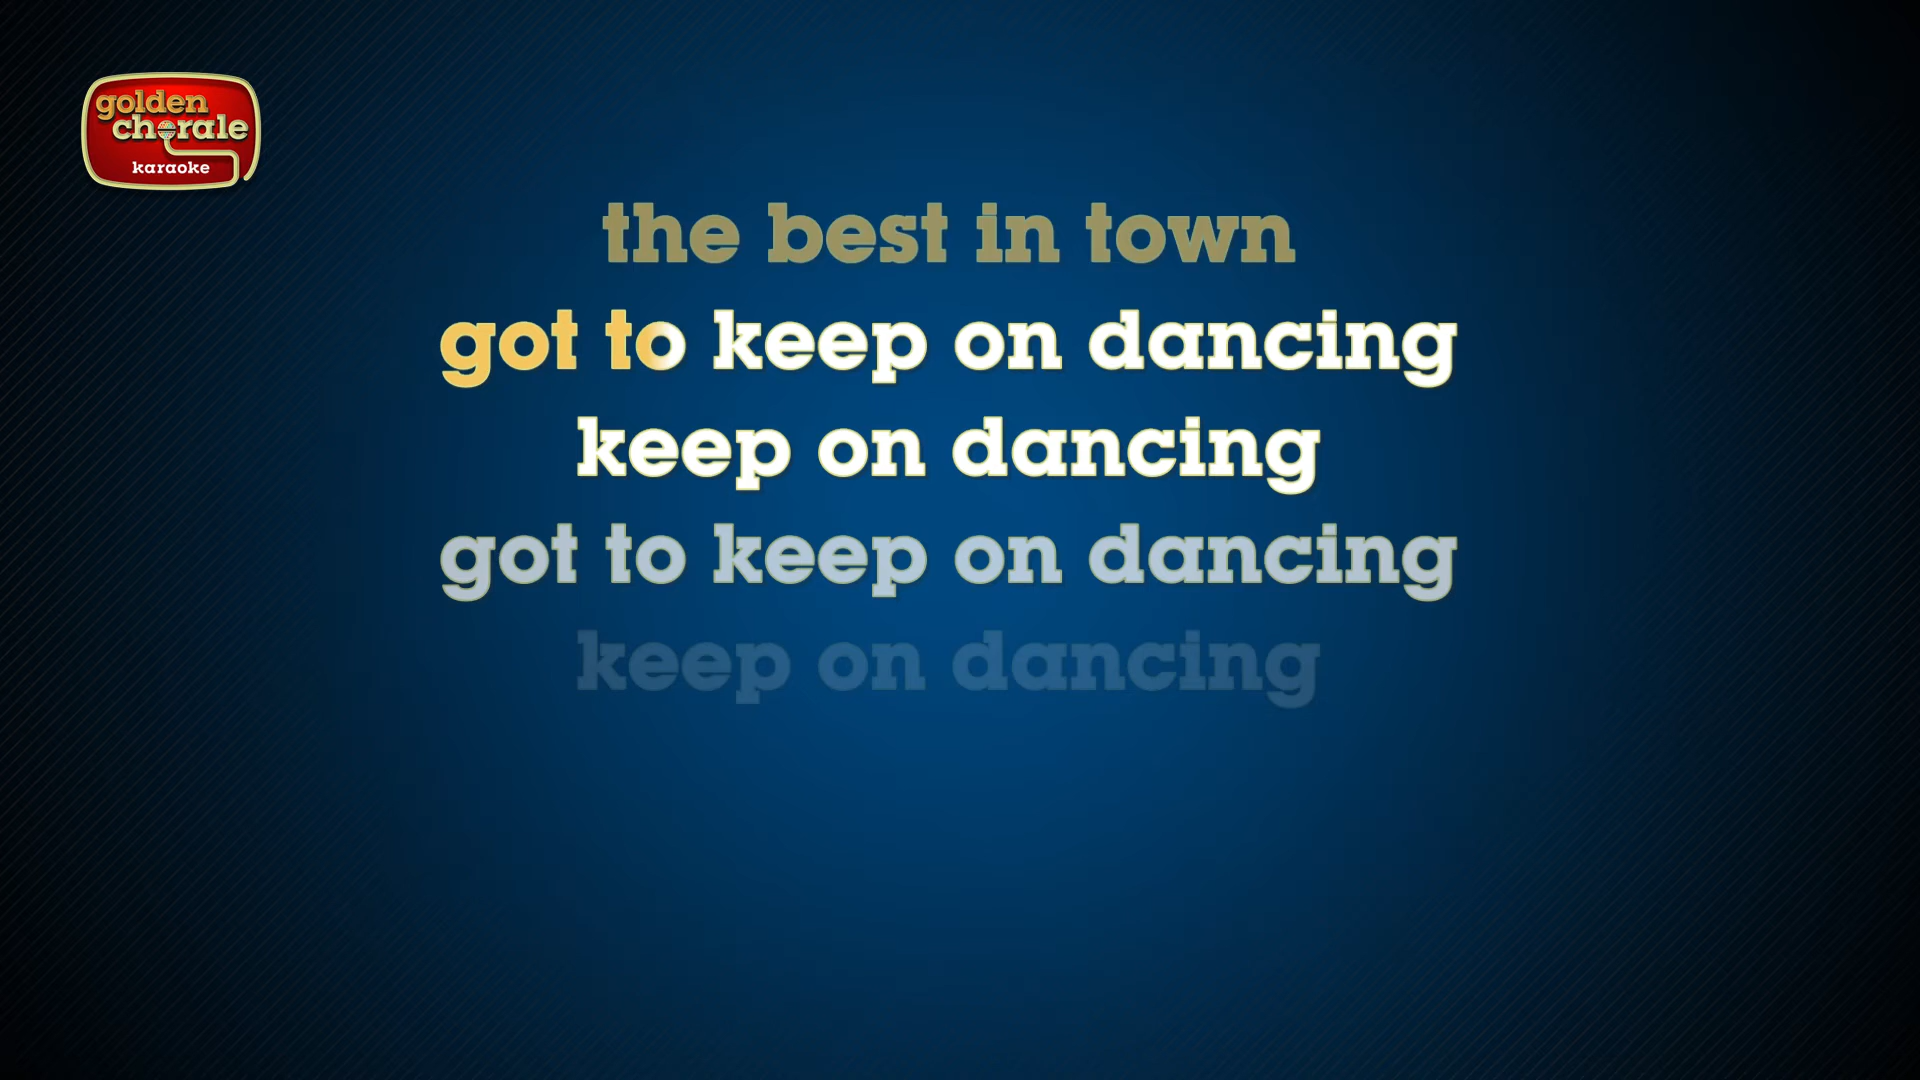 golden
chorale
karaoke
the best in town
got to keep on dancing
keep on dancing
got to keep on dancing
keep on dancing